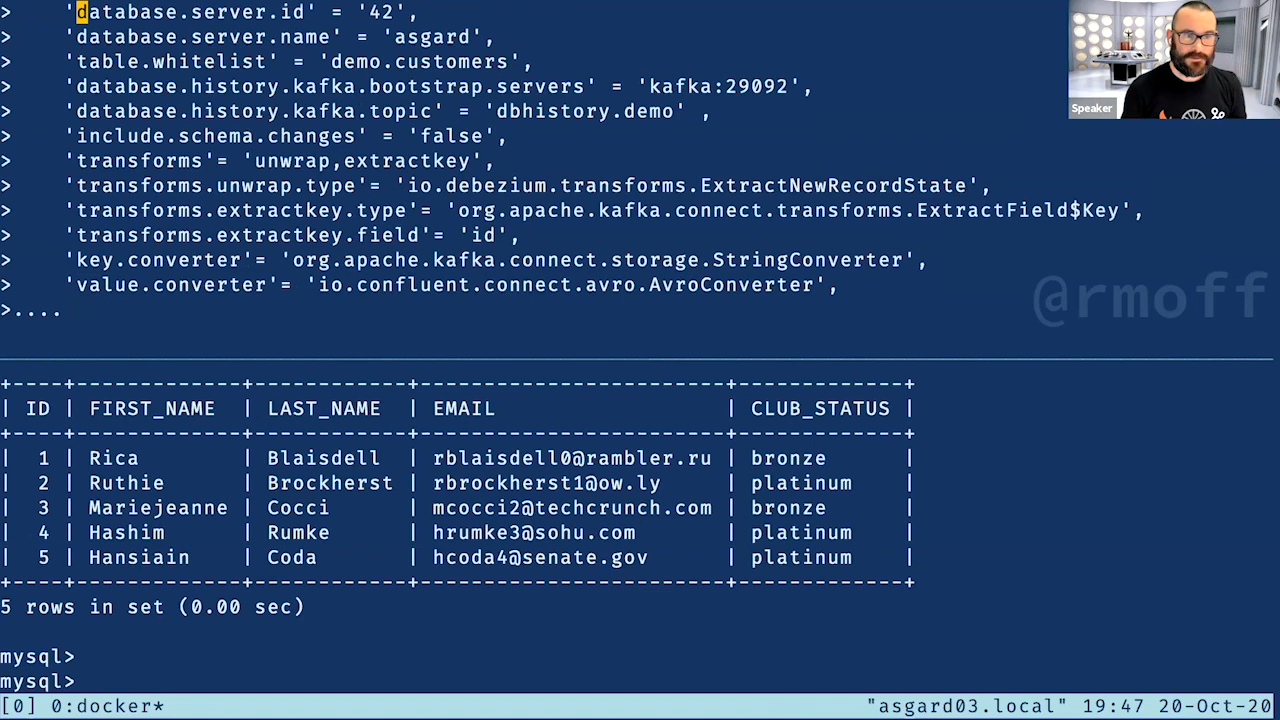 >     'database.server.id' = '42',
>     'database.server.name' = 'asgard',
>     'table.whitelist' = 'demo.customers',
>     'database.history.kafka.bootstrap.servers' = 'kafka:29092',
>     'database.history.kafka.topic' = 'dbhistory.demo' ,
>     'include.schema.changes' = 'false',
>     'transforms'= 'unwrap,extractkey',
>     'transforms.unwrap.type'= 'io.debezium.transforms.ExtractNewRecordState',
>     'transforms.extractkey.type'= 'org.apache.kafka.connect.transforms.ExtractField$Key',
>     'transforms.extractkey.field'= 'id',
>     'key.converter'= 'org.apache.kafka.connect.storage.StringConverter',
>     'value.converter'= 'io.confluent.connect.avro.AvroConverter',
>....
Speaker
@rmoff
+----+-------------+------------+------------------------+-------------+
| ID | FIRST_NAME  | LAST_NAME  | EMAIL                  | CLUB_STATUS |
+----+-------------+------------+------------------------+-------------+
|  1 | Rica        | Blaisdell  | rblaisdell0@rambler.ru | bronze      |
|  2 | Ruthie      | Brockherst | rbrockherst1@ow.ly     | platinum    |
|  3 | Mariejeanne | Cocci      | mcocci2@techcrunch.com | bronze      |
|  4 | Hashim      | Rumke      | hrumke3@sohu.com       | platinum    |
|  5 | Hansiain    | Coda       | hcoda4@senate.gov      | platinum    |
+----+-------------+------------+------------------------+-------------+
5 rows in set (0.00 sec)
mysql>
mysql>
[0] 0:docker* "asgard03.local" 19:47 20-Oct-20